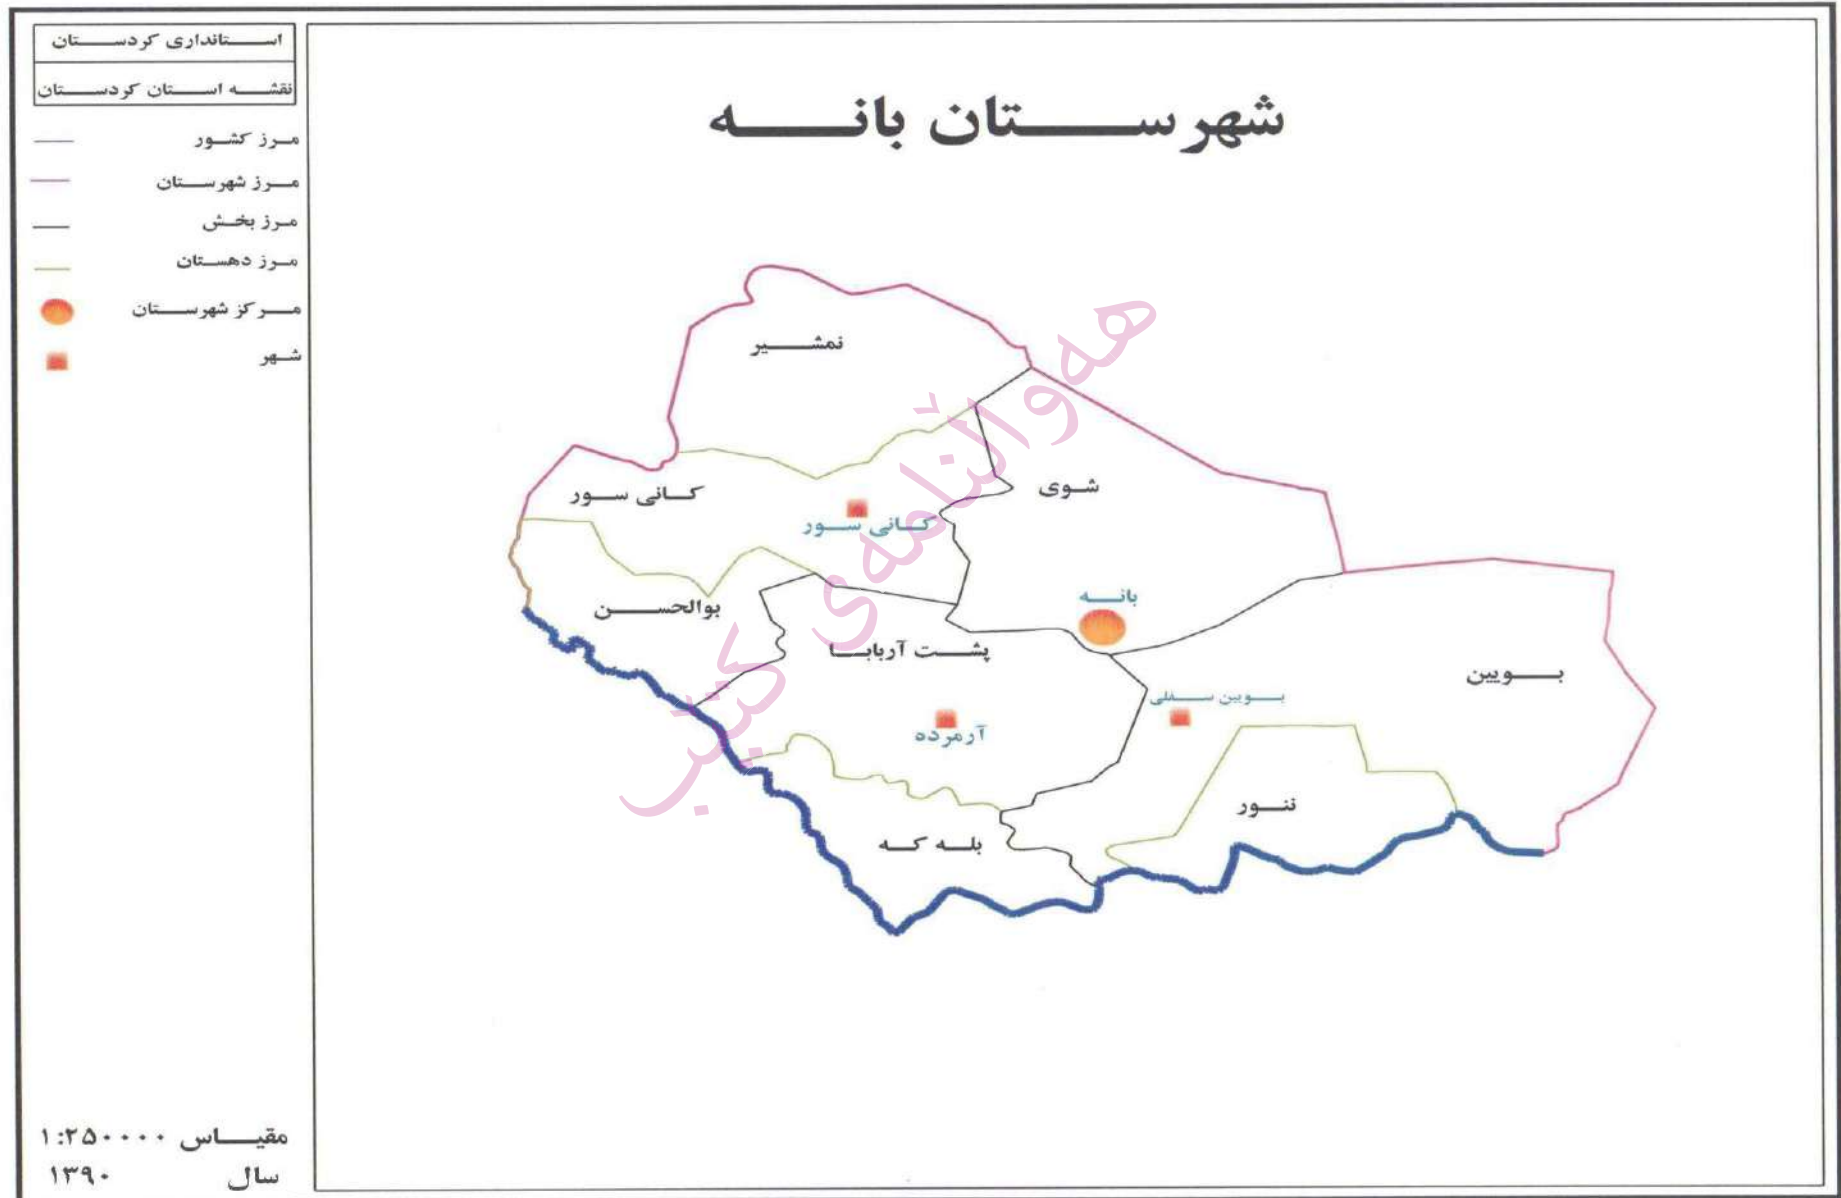 استانداری کردستان
نقشه استان کردستان
مرز کشور
مرز شهرستان
مرز بخش
مرز دهستان
مرکز شهرستان
شهر
مقیاس ۱:۲۵۰۰۰۰
سال ۱۳۹۰
شهرستان بانه
نمشیر
کانی سور
شوی
کانی سور
بوالحسن
بانه
پشت آربابا
بویین
بویین سفلی
آرمرده
ننور
بله که
هەواڵنامەی کتێب